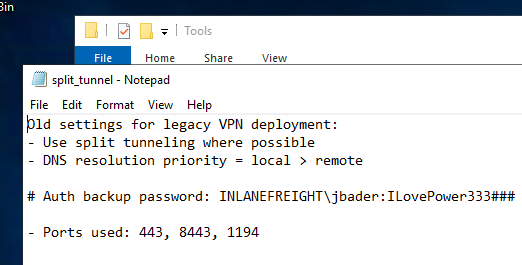 Bin
Tools
File Home Share View
split_tunnel - Notepad
File Edit Format View Help
Old settings for legacy VPN deployment:
- Use split tunneling where possible
- DNS resolution priority = local > remote
# Auth backup password: INLANEFREIGHT\jbader:ILovePower333###
- Ports used: 443, 8443, 1194